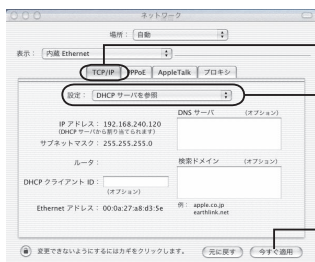 ネットワーク
場所： 自動
表示： 内蔵 Ethernet
TCP/IP PPPoE AppleTalk プロキシ
設定： DHCP サーバを参照
DNS サーバ （オプション）
IP アドレス： 192.168.240.120
（DHCP サーバから割り当てられます）
サブネットマスク： 255.255.255.0
ルータ：
検索ドメイン （オプション）
DHCP クライアント ID：
（オプション）
例： apple.co.jp
earthlink.net
Ethernet アドレス： 00:0a:27:a8:d3:5e
変更できないようにするにはカギをクリックします。 元に戻す 今すぐ適用